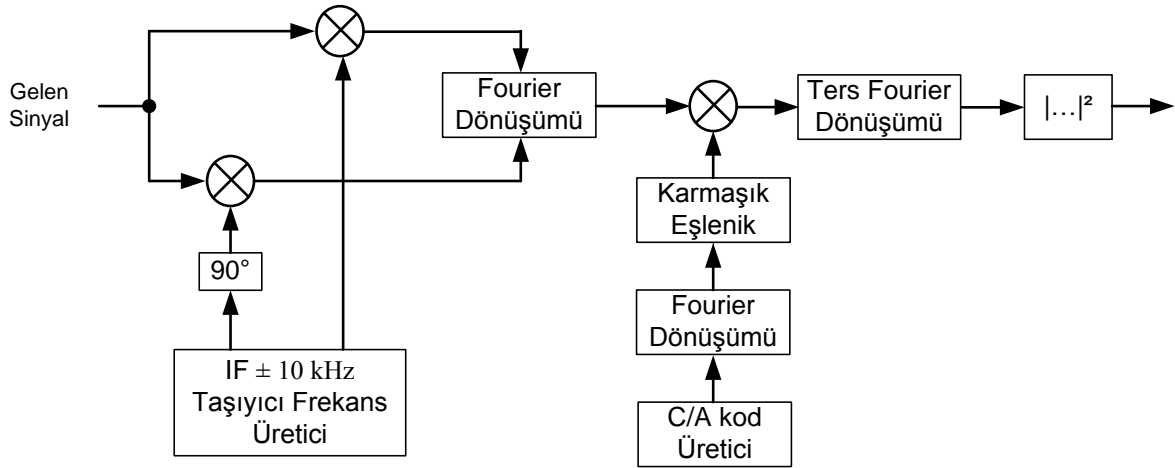 Gelen
Sinyal
Fourier
Dönüşümü
Ters Fourier
Dönüşümü
|...|²
Karmaşık
Eşlenik
90°
Fourier
Dönüşümü
IF ± 10 kHz
Taşıyıcı Frekans
Üretici
C/A kod
Üretici